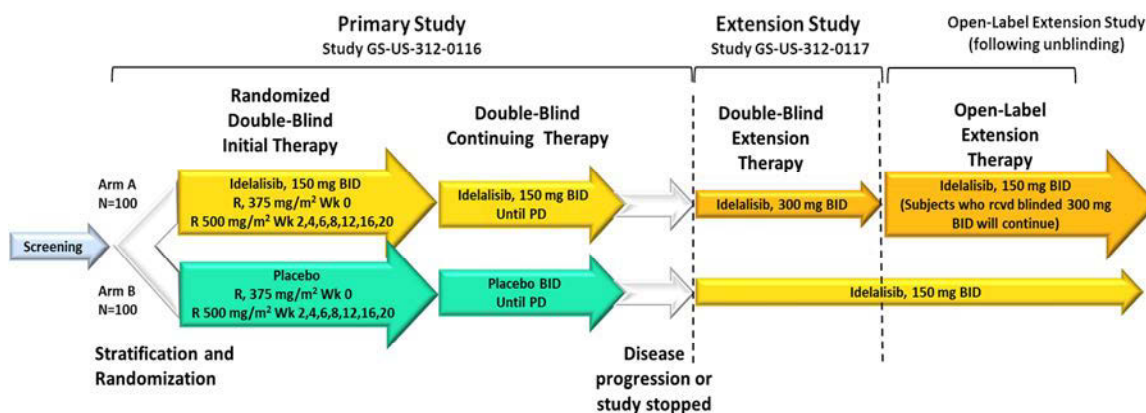 Primary Study
Study GS-US-312-0116
Extension Study
Study GS-US-312-0117
Open-Label Extension Study
(following unblinding)
Randomized
Double-Blind
Initial Therapy
Double-Blind
Continuing Therapy
Double-Blind
Extension
Therapy
Open-Label
Extension
Therapy
Screening
Arm A
N=100
Idelalisib, 150 mg BID
R, 375 mg/m² Wk 0
R 500 mg/m² Wk 2,4,6,8,12,16,20
Idelalisib, 150 mg BID
Until PD
Idelalisib, 300 mg BID
Idelalisib, 150 mg BID
(Subjects who rcvd blinded 300 mg
BID will continue)
Arm B
N=100
Placebo
R, 375 mg/m² Wk 0
R 500 mg/m² Wk 2,4,6,8,12,16,20
Placebo BID
Until PD
Idelalisib, 150 mg BID
Stratification and
Randomization
Disease
progression or
study stopped